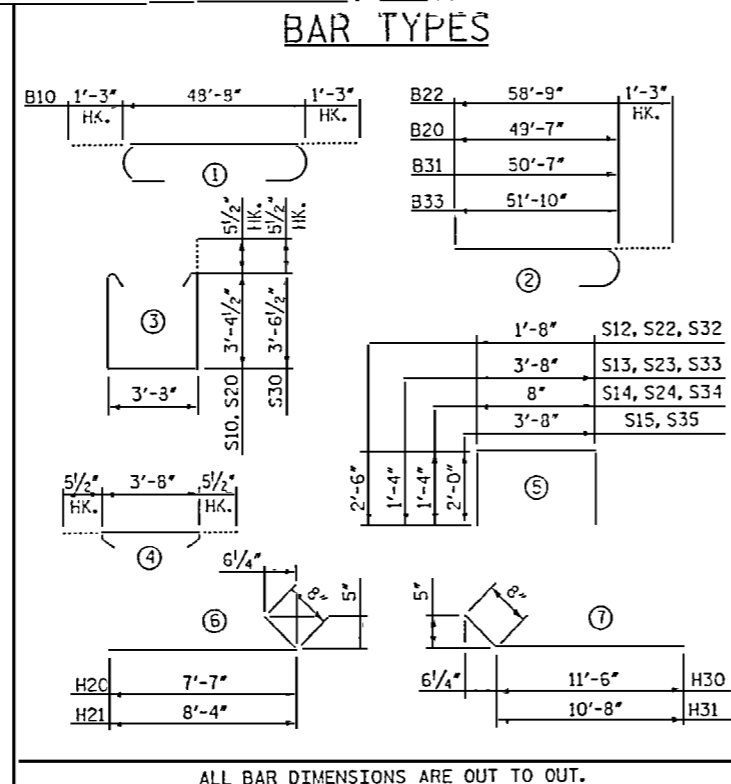 BAR TYPES
B10 1'-3" 48'-8" 1'-3"
HK. HK.
1
B22 58'-9" 1'-3"
HK.
B20 49'-7"
B31 50'-7"
B33 51'-10"
2
5½" HK. 5½" HK.
3
3'-4½" 3'-6½"
3'-8"
S10, S20 S30
1'-8" S12, S22, S32
3'-8" S13, S23, S33
8" S14, S24, S34
3'-8" S15, S35
2'-6" 1'-4" 1'-4" 2'-0"
5
5½" 3'-8" 5½"
HK. HK.
4
6¼" 8" 5"
6
H20 7'-7"
H21 8'-4"
5" 8"
7
6¼" 11'-6" H30
10'-8" H31
ALL BAR DIMENSIONS ARE OUT TO OUT.